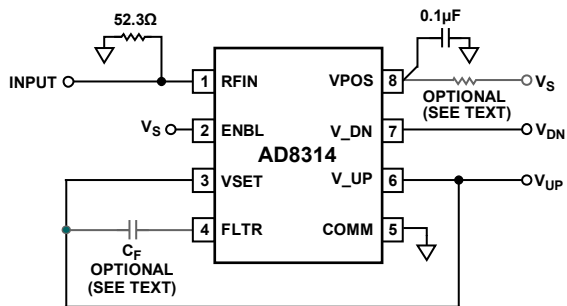 52.3Ω
0.1µF
INPUT
1 RFIN
VPOS 8
VS
OPTIONAL
(SEE TEXT)
VS
2 ENBL
V_DN 7
VDN
AD8314
3 VSET
V_UP 6
VUP
4 FLTR
COMM 5
CF
OPTIONAL
(SEE TEXT)